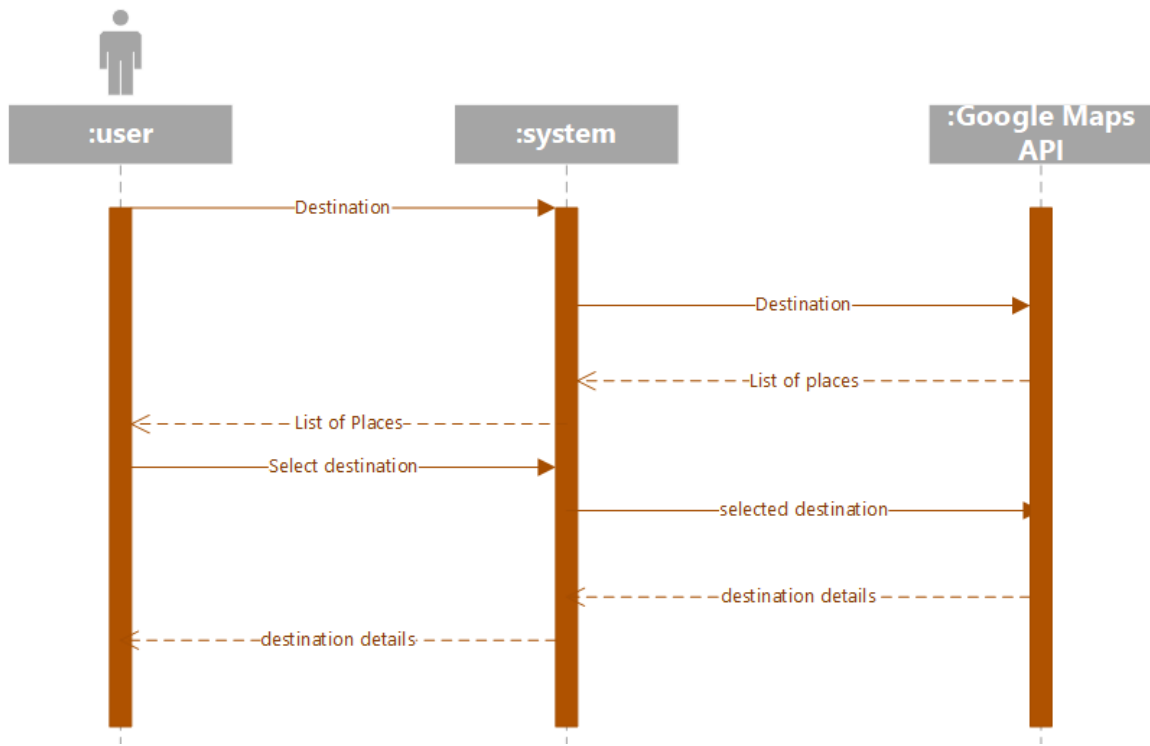 :user
:system
:Google Maps
API
Destination
Destination
List of places
List of Places
Select destination
selected destination
destination details
destination details